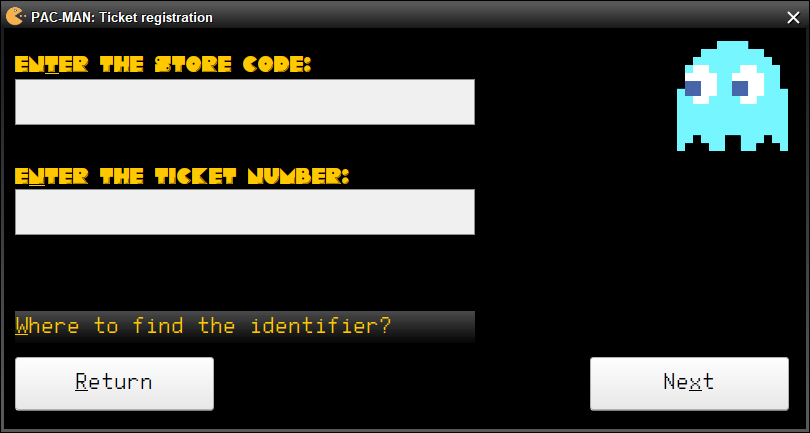 PAC-MAN: Ticket registration
ENTER THE STORE CODE:
ENTER THE TICKET NUMBER:
Where to find the identifier?
Return
Next